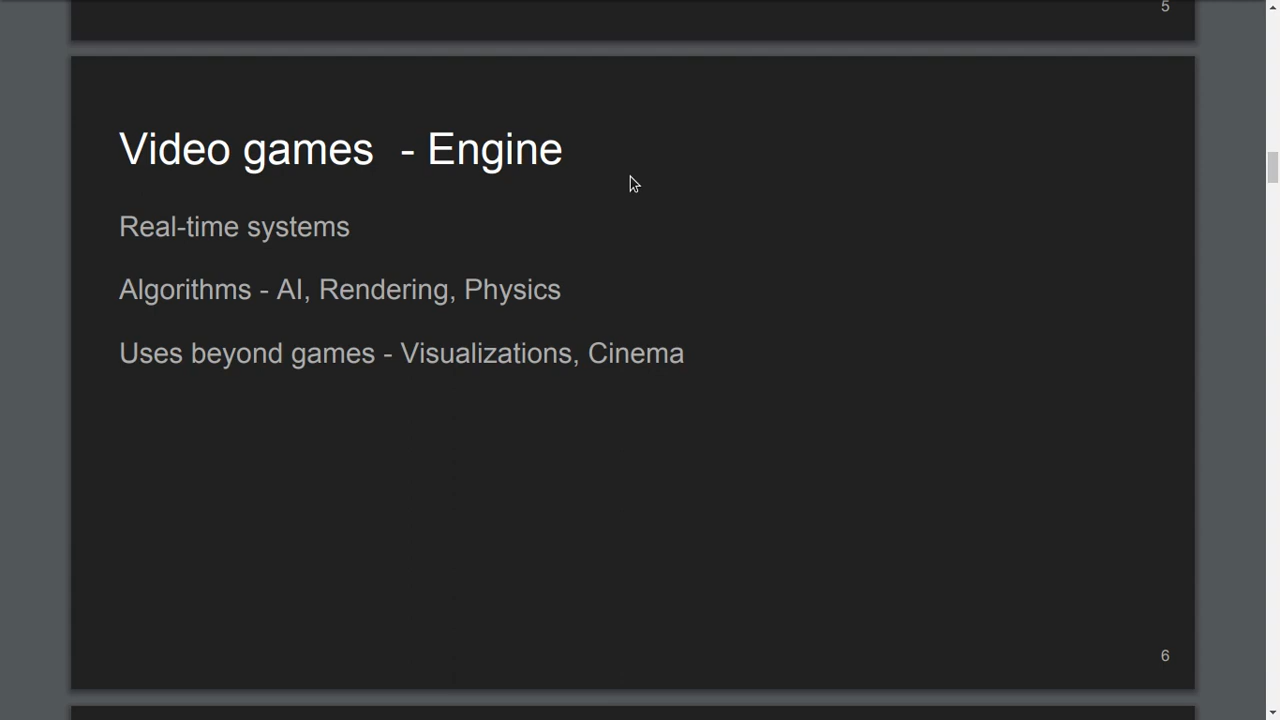 5
Video games  - Engine
Real-time systems
Algorithms - AI, Rendering, Physics
Uses beyond games - Visualizations, Cinema
6